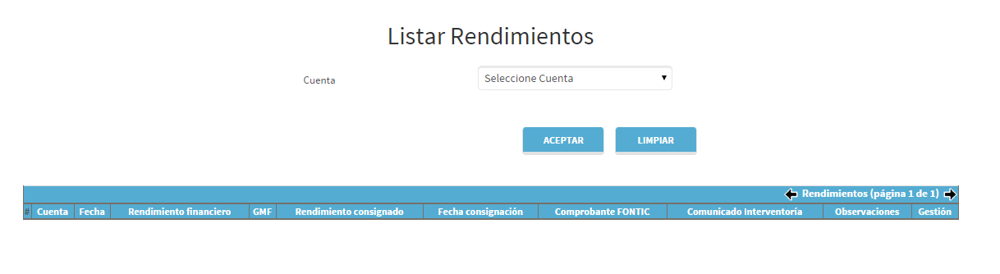 Listar Rendimientos
Cuenta Seleccione Cuenta
ACEPTAR LIMPIAR
Rendimientos (página 1 de 1)
# Cuenta Fecha Rendimiento financiero GMF Rendimiento consignado Fecha consignación Comprobante FONTIC Comunicado Interventoría Observaciones Gestión